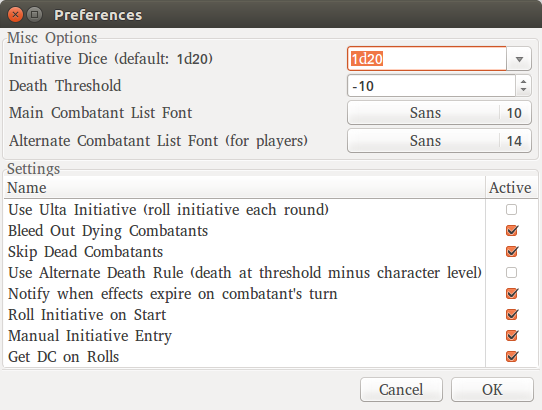 Preferences
Misc Options
Initiative Dice (default: 1d20) 1d20
Death Threshold -10
Main Combatant List Font Sans 10
Alternate Combatant List Font (for players) Sans 14
Settings
Name Active
Use Ulta Initiative (roll initiative each round)
Bleed Out Dying Combatants
Skip Dead Combatants
Use Alternate Death Rule (death at threshold minus character level)
Notify when effects expire on combatant's turn
Roll Initiative on Start
Manual Initiative Entry
Get DC on Rolls
Cancel OK